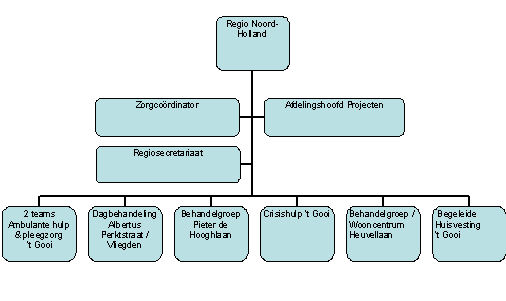 Regio Noord-
Holland
Zorgcoördinator
Afdelingshoofd Projecten
Regiosecretariaat
2 teams
Ambulante hulp
& pleegzorg
't Gooi
Dagbehandeling
Albertus
Perkstraat /
Vliegden
Behandelgroep
Pieter de
Hooghlaan
Crisishulp 't Gooi
Behandelgroep /
Wooncentrum
Heuvellaan
Begeleide
Huisvesting
't Gooi